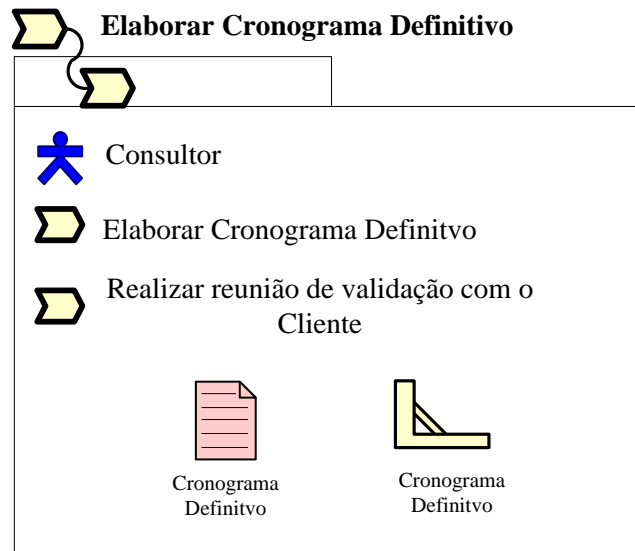 Elaborar Cronograma Definitivo
Consultor
Elaborar Cronograma Definitvo
Realizar reunião de validação com o
Cliente
Cronograma
Definitvo
Cronograma
Definitvo